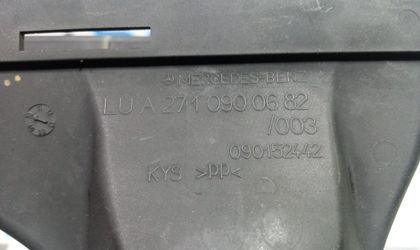 MERCEDES-BENZ
LU A 271 090 06 82
/003
090152442
KYS >PP<